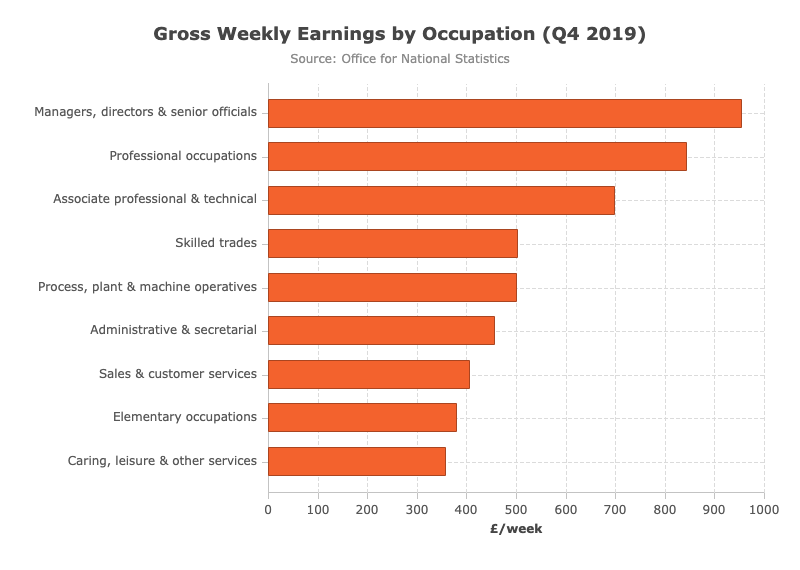 Gross Weekly Earnings by Occupation (Q4 2019)
Source: Office for National Statistics
Managers, directors & senior officials
Professional occupations
Associate professional & technical
Skilled trades
Process, plant & machine operatives
Administrative & secretarial
Sales & customer services
Elementary occupations
Caring, leisure & other services
0 100 200 300 400 500 600 700 800 900 1000
£/week